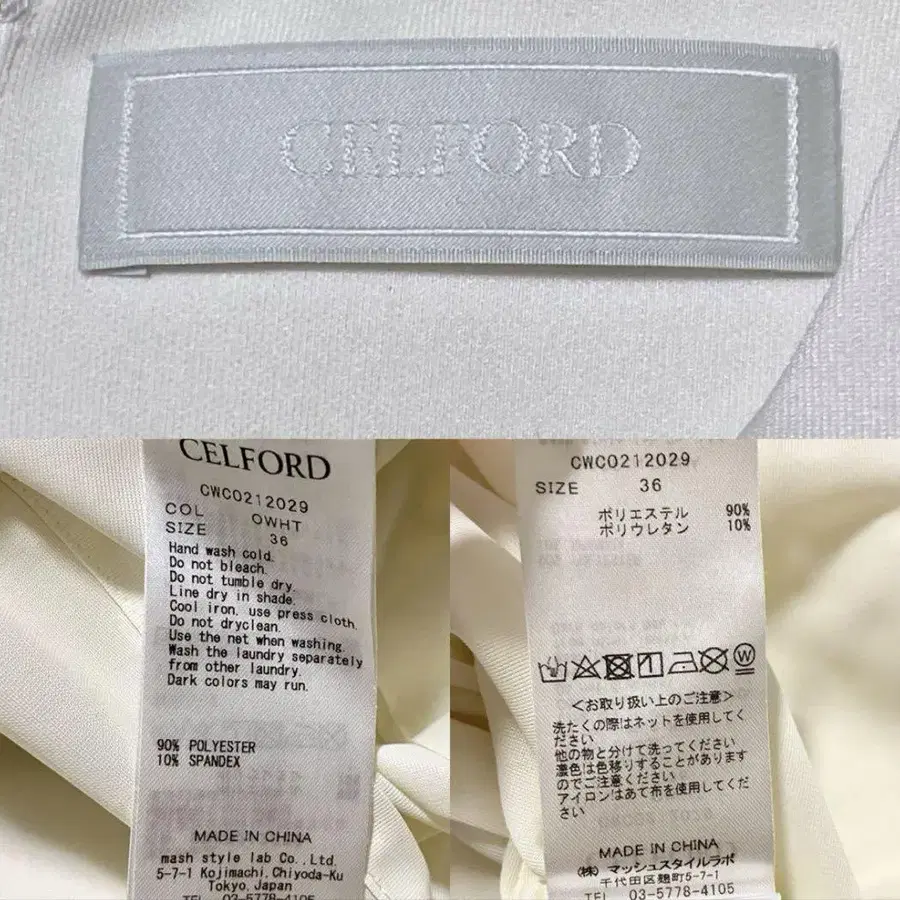 CELFORD
CELFORD
CWC0212029
COL OWHT
SIZE 36
Hand wash cold.
Do not bleach.
Do not tumble dry.
Line dry in shade.
Cool iron, use press cloth.
Do not dryclean.
Use the net when washing.
Wash the laundry separately
from other laundry.
Dark colors may run.
90% POLYESTER
10% SPANDEX
MADE IN CHINA
mash style lab Co.,Ltd.
5-7-1 Kojimachi,Chiyoda-Ku
Tokyo,Japan
TEL 03-5778-4105
CWC0212029
SIZE 36
ポリエステル 90%
ポリウレタン 10%
W
<お取り扱い上のご注意>
洗たくの際はネットを使用してく
ださい
他の物と分けて洗ってください
濃色は色移りすることがあります
のでご注意ください
アイロンはあて布を使用してくだ
さい
MADE IN CHINA
(株) マッシュスタイルラボ
千代田区麹町5-7-1
TEL 03-5778-4105